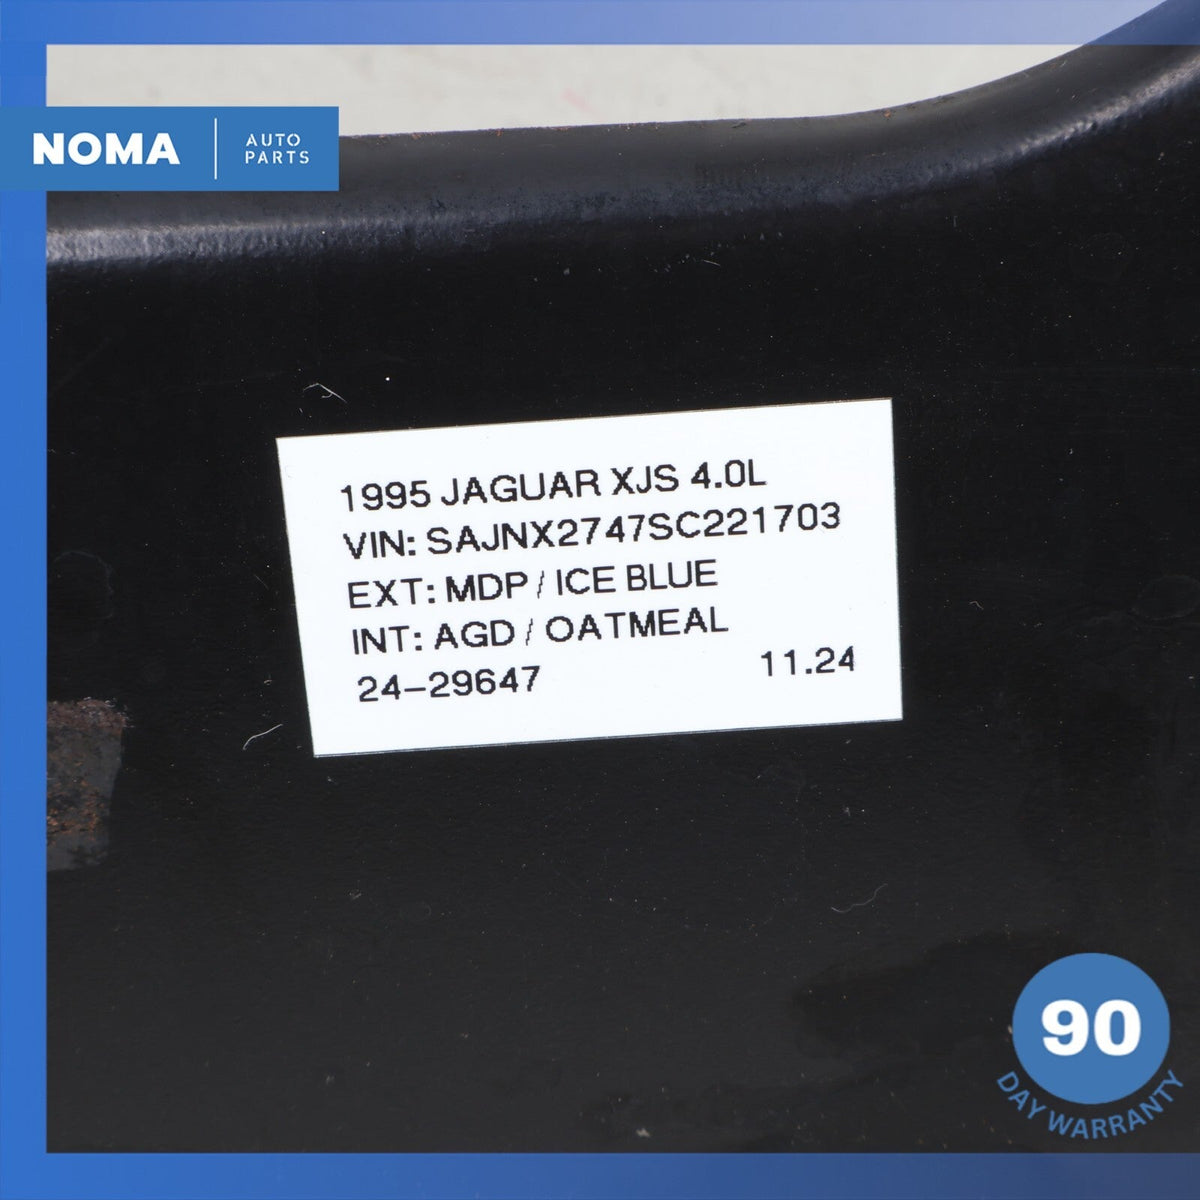 NOMA
AUTO
PARTS
1995 JAGUAR XJS 4.0L
VIN: SAJNX2747SC221703
EXT: MDP / ICE BLUE
INT: AGD / OATMEAL
24-29647 11.24
90
DAY WARRANTY